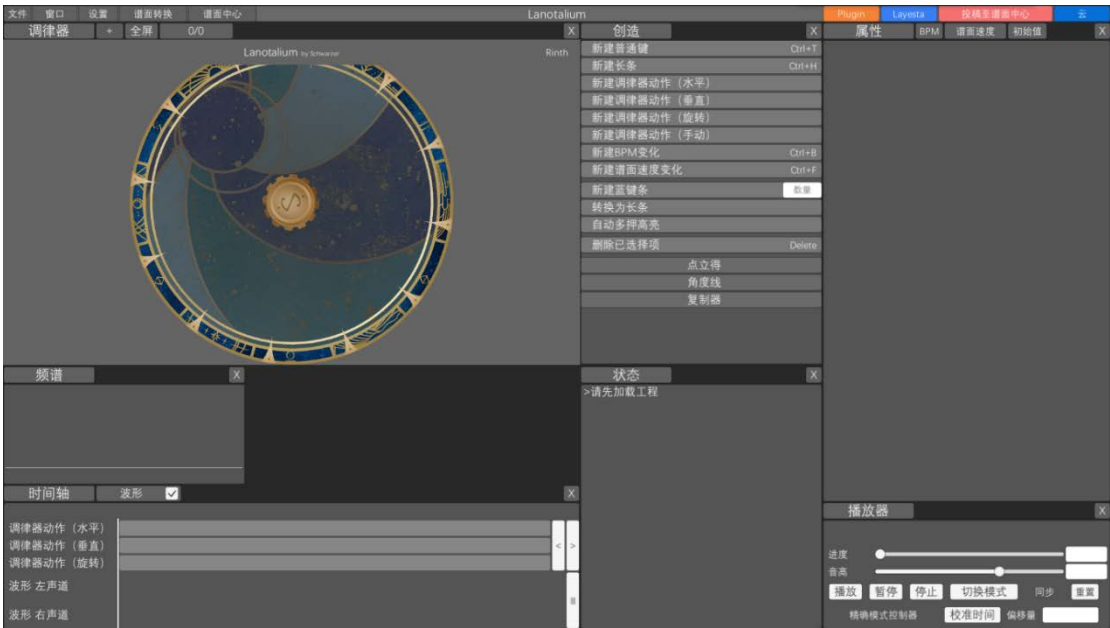 文件 窗口 设置 谱面转换 谱面中心 Lanotalium Plugin Layesta 投稿至谱面中心 云
调律器 + 全屏 0/0 X
Lanotalium by Schwarzer Rinth
创造 X
新建普通键 Ctrl+T
新建长条 Ctrl+H
新建调律器动作（水平）
新建调律器动作（垂直）
新建调律器动作（旋转）
新建调律器动作（手动）
新建BPM变化 Ctrl+B
新建谱面速度变化 Ctrl+F
新建蓝键条 数量
转换为长条
自动多押高亮
删除已选择项 Delete
点立得
角度线
复制器
属性 BPM 谱面速度 初始值 X
频谱 X
状态 X
>请先加载工程
时间轴 波形 X
调律器动作（水平）
调律器动作（垂直） < >
调律器动作（旋转）
波形 左声道
波形 右声道
播放器 X
进度
音高
播放 暂停 停止 切换模式 同步 重置
精确模式控制器 校准时间 偏移量